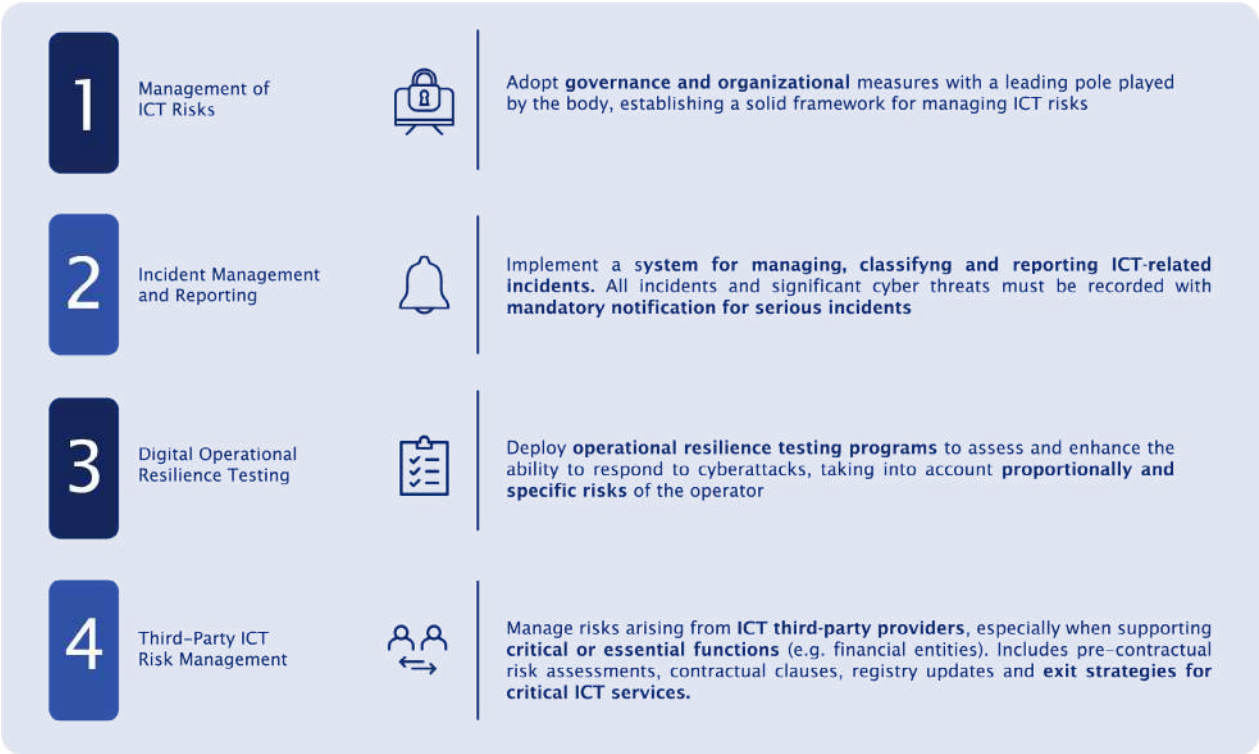 1
Management of
ICT Risks
Adopt governance and organizational measures with a leading pole played
by the body, establishing a solid framework for managing ICT risks
2
Incident Management
and Reporting
Implement a system for managing, classifyng and reporting ICT-related
incidents. All incidents and significant cyber threats must be recorded with
mandatory notification for serious incidents
3
Digital Operational
Resilience Testing
Deploy operational resilience testing programs to assess and enhance the
ability to respond to cyberattacks, taking into account proportionally and
specific risks of the operator
4
Third-Party ICT
Risk Management
Manage risks arising from ICT third-party providers, especially when supporting
critical or essential functions (e.g. financial entities). Includes pre-contractual
risk assessments, contractual clauses, registry updates and exit strategies for
critical ICT services.